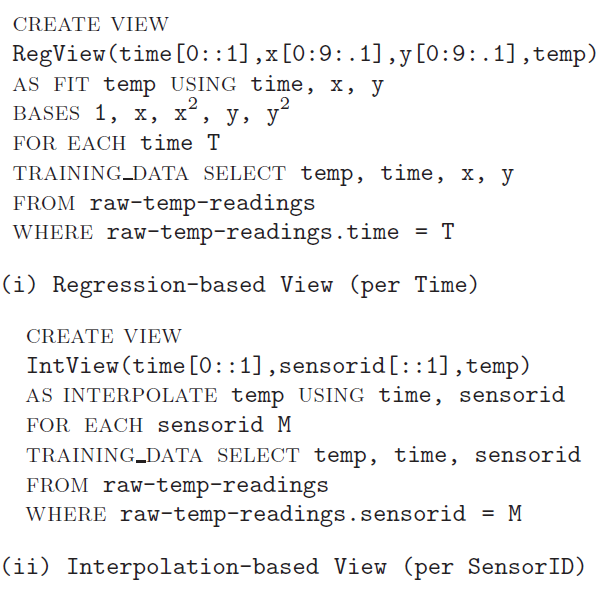 CREATE VIEW
RegView(time[0::1],x[0:9:.1],y[0:9:.1],temp)
AS FIT temp USING time, x, y
BASES 1, x, x², y, y²
FOR EACH time T
TRAINING_DATA SELECT temp, time, x, y
FROM raw-temp-readings
WHERE raw-temp-readings.time = T
(i) Regression-based View (per Time)
CREATE VIEW
IntView(time[0::1],sensorid[::1],temp)
AS INTERPOLATE temp USING time, sensorid
FOR EACH sensorid M
TRAINING_DATA SELECT temp, time, sensorid
FROM raw-temp-readings
WHERE raw-temp-readings.sensorid = M
(ii) Interpolation-based View (per SensorID)